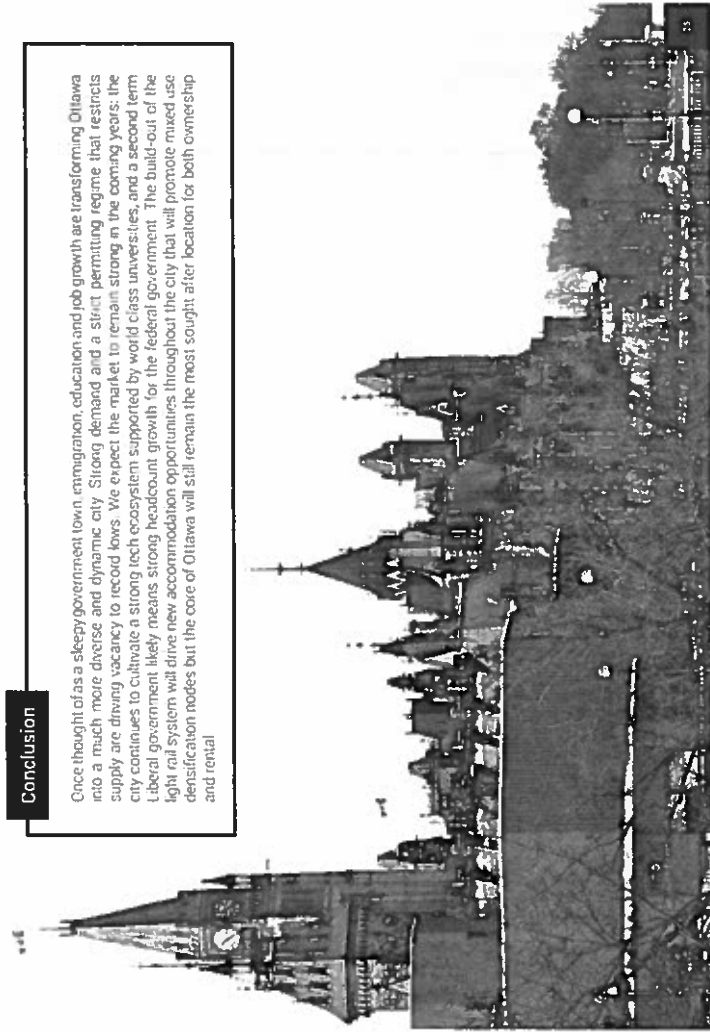 Conclusion
Once thought of as a sleepy government town, immigration, education and job growth are transforming Ottawa
into a much more diverse and dynamic city. Strong demand and a strict permitting regime that restricts
supply are driving vacancy to record lows. We expect the market to remain strong in the coming years: the
city continues to cultivate a strong tech ecosystem supported by world class universities, and a second term
Liberal government likely means strong headcount growth for the federal government. The build-out of the
light rail system will drive new accommodation opportunities throughout the city that will promote mixed use
densification nodes but the core of Ottawa will still remain the most sought after location for both ownership
and rental